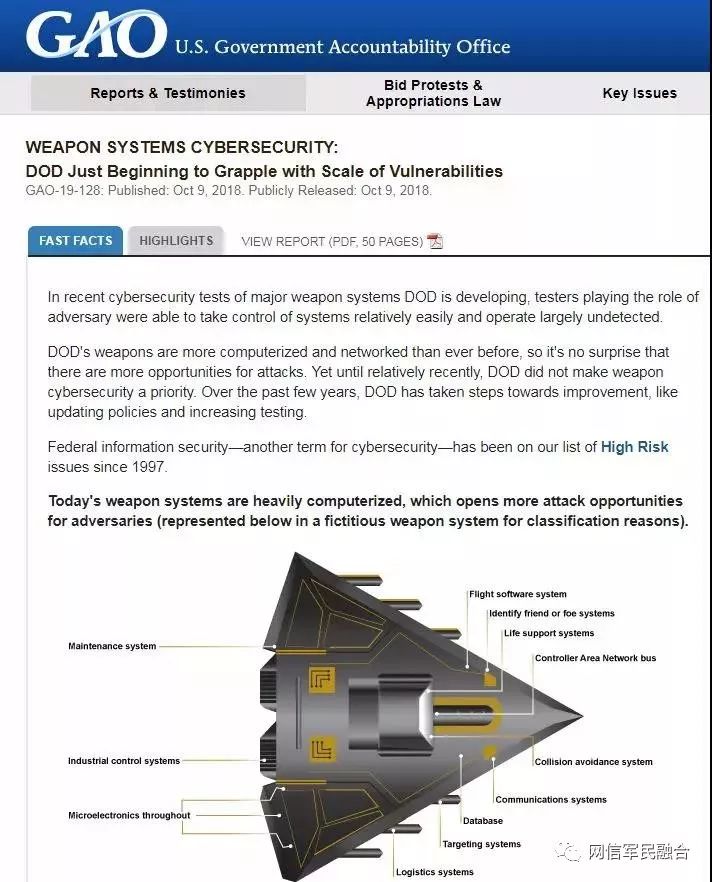 GAO U.S. Government Accountability Office
Reports & Testimonies
Bid Protests &
Appropriations Law
Key Issues
WEAPON SYSTEMS CYBERSECURITY:
DOD Just Beginning to Grapple with Scale of Vulnerabilities
GAO-19-128: Published: Oct 9, 2018. Publicly Released: Oct 9, 2018.
FAST FACTS
HIGHLIGHTS
VIEW REPORT (PDF, 50 PAGES)
In recent cybersecurity tests of major weapon systems DOD is developing, testers playing the role of
adversary were able to take control of systems relatively easily and operate largely undetected.
DOD's weapons are more computerized and networked than ever before, so it's no surprise that
there are more opportunities for attacks. Yet until relatively recently, DOD did not make weapon
cybersecurity a priority. Over the past few years, DOD has taken steps towards improvement, like
updating policies and increasing testing.
Federal information security—another term for cybersecurity—has been on our list of High Risk
issues since 1997.
Today's weapon systems are heavily computerized, which opens more attack opportunities
for adversaries (represented below in a fictitious weapon system for classification reasons).
Flight software system
Identify friend or foe systems
Life support systems
Maintenance system
Controller Area Network bus
Industrial control systems
Collision avoidance system
Communications systems
Microelectronics throughout
Database
Targeting systems
Logistics systems
网信军民融合